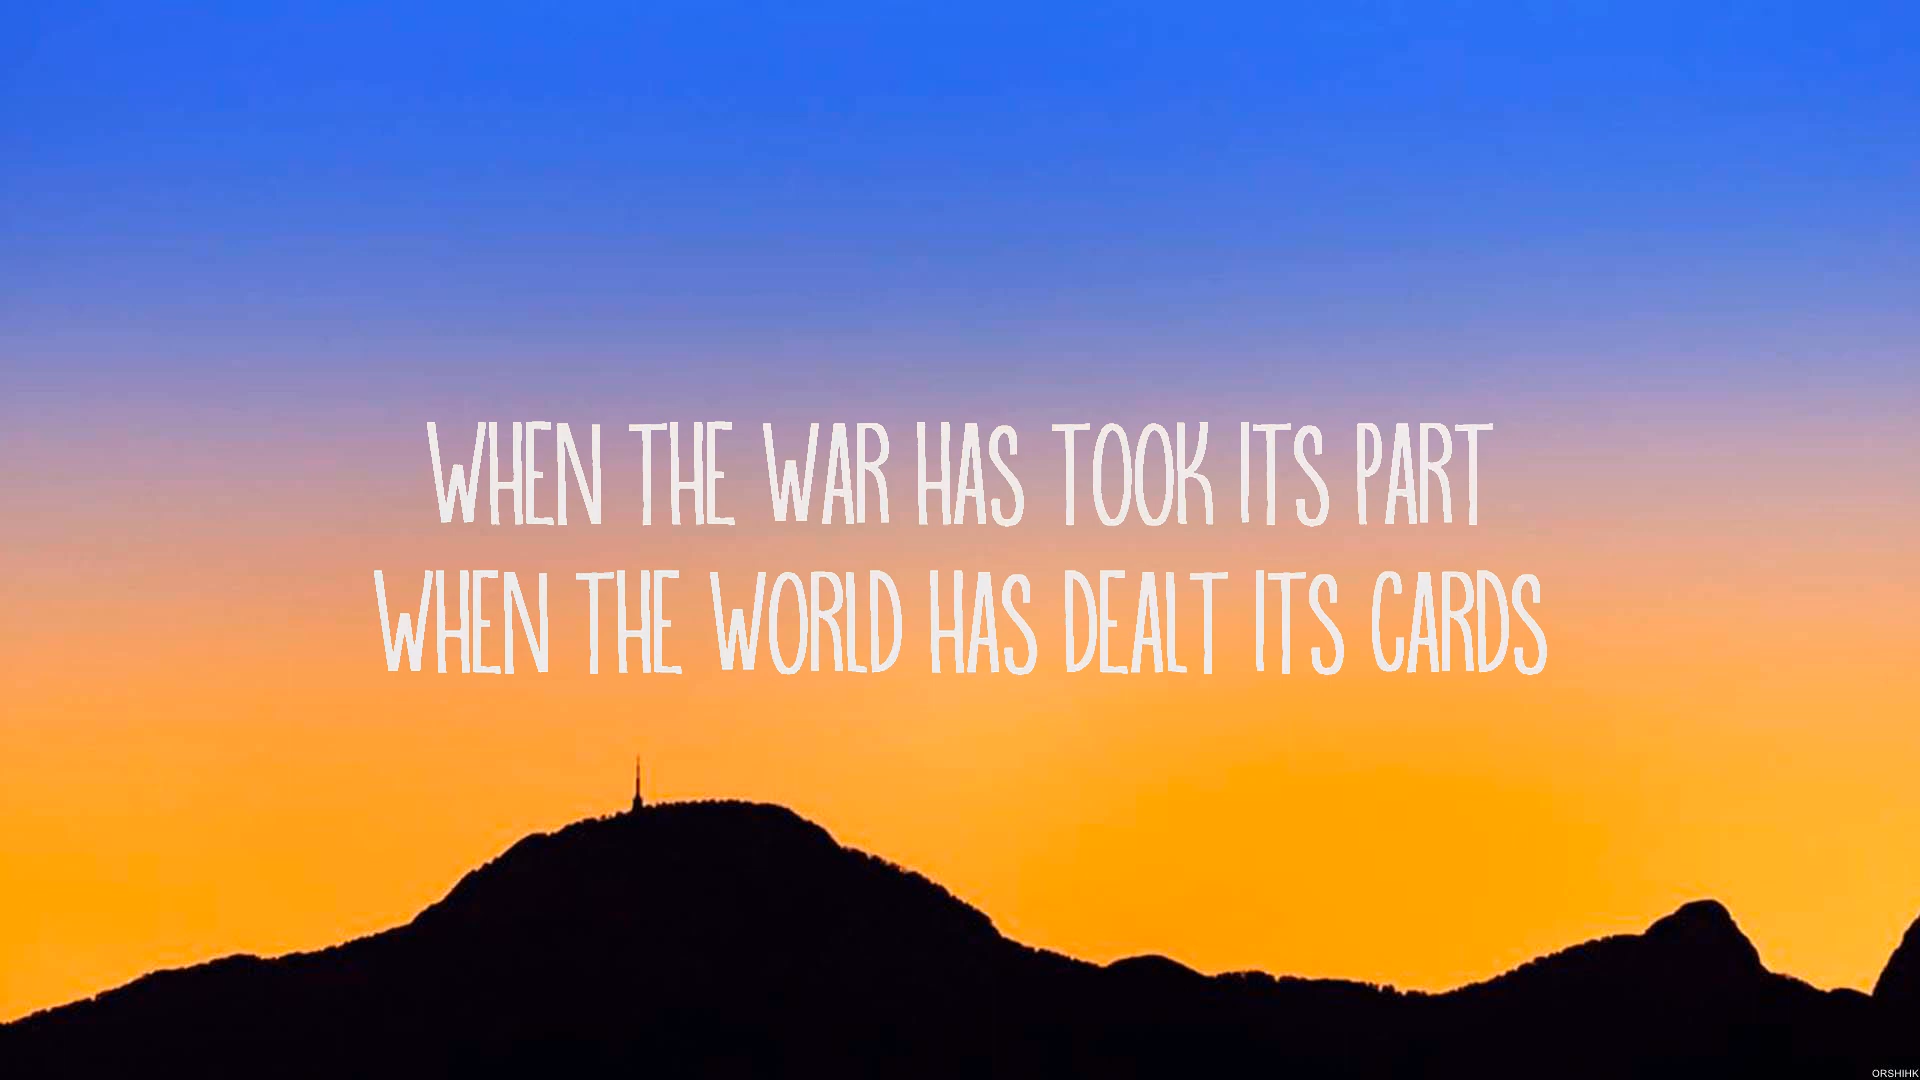 WHEN THE WAR HAS TOOK ITS PART
WHEN THE WORLD HAS DEALT ITS CARDS
ORSHIHK